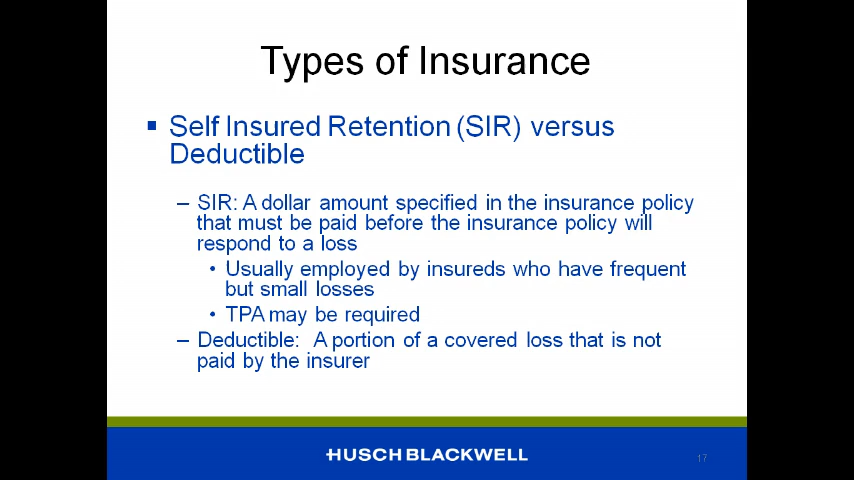 Types of Insurance
▪ Self Insured Retention (SIR) versus
Deductible
– SIR: A dollar amount specified in the insurance policy
that must be paid before the insurance policy will
respond to a loss
• Usually employed by insureds who have frequent
but small losses
• TPA may be required
– Deductible: A portion of a covered loss that is not
paid by the insurer
HUSCH BLACKWELL
17